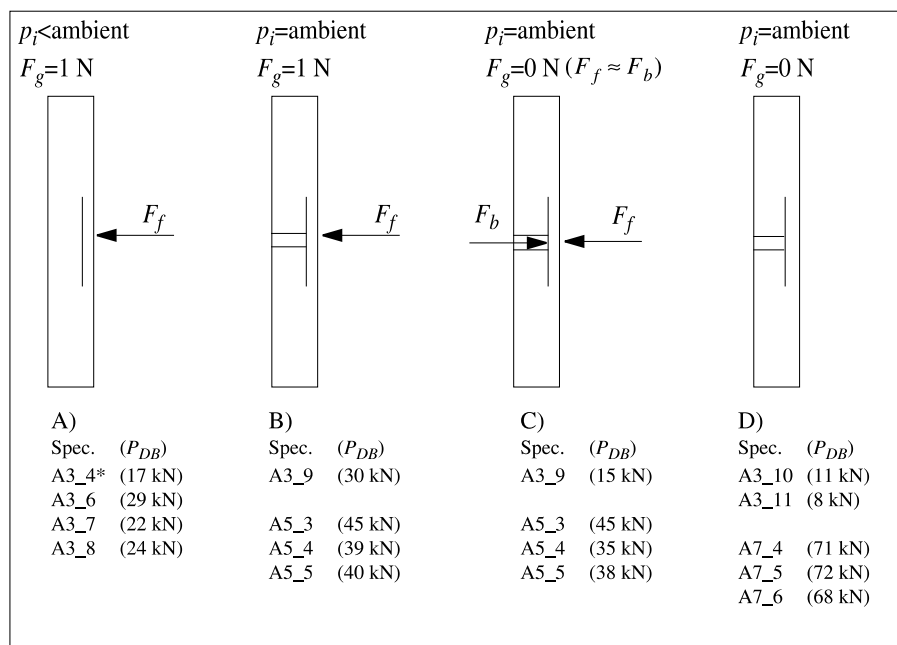 p_i<ambient
F_g=1 N
F_f
A)
Spec. (P_DB)
A3_4* (17 kN)
A3_6 (29 kN)
A3_7 (22 kN)
A3_8 (24 kN)
p_i=ambient
F_g=1 N
F_f
B)
Spec. (P_DB)
A3_9 (30 kN)
A5_3 (45 kN)
A5_4 (39 kN)
A5_5 (40 kN)
p_i=ambient
F_g=0 N (F_f ≈ F_b)
F_b
F_f
C)
Spec. (P_DB)
A3_9 (15 kN)
A5_3 (45 kN)
A5_4 (35 kN)
A5_5 (38 kN)
p_i=ambient
F_g=0 N
D)
Spec. (P_DB)
A3_10 (11 kN)
A3_11 (8 kN)
A7_4 (71 kN)
A7_5 (72 kN)
A7_6 (68 kN)